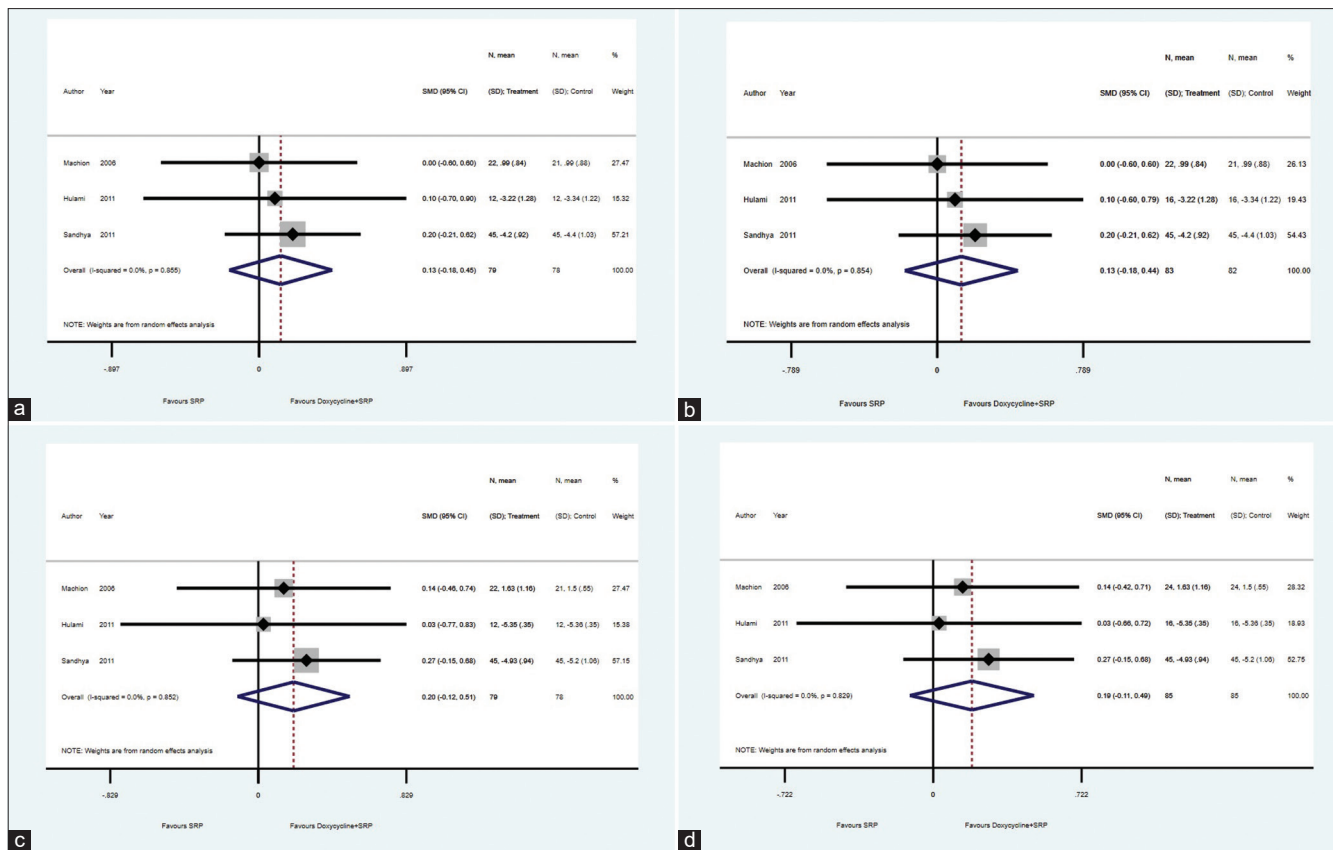 N, mean N, mean %
Author Year SMD (95% CI) (SD); Treatment (SD); Control Weight
Machion 2006 0.00 (-0.60, 0.60) 22, .99 (.84) 21, .99 (.88) 27.47
Hulami 2011 0.10 (-0.70, 0.90) 12, -3.22 (1.28) 12, -3.34 (1.22) 15.32
Sandhya 2011 0.20 (-0.21, 0.62) 45, -4.2 (.92) 45, -4.4 (1.03) 57.21
Overall (I-squared = 0.0%, p = 0.855) 0.13 (-0.18, 0.45) 79 78 100.00
NOTE: Weights are from random effects analysis
-.897 0 .897
Favours SRP Favours Doxycycline+SRP
a
N, mean N, mean %
Author Year SMD (95% CI) (SD); Treatment (SD); Control Weight
Machion 2006 0.00 (-0.60, 0.60) 22, .99 (.84) 21, .99 (.88) 26.13
Hulami 2011 0.10 (-0.60, 0.79) 16, -3.22 (1.28) 16, -3.34 (1.22) 19.43
Sandhya 2011 0.20 (-0.21, 0.62) 45, -4.2 (.92) 45, -4.4 (1.03) 54.43
Overall (I-squared = 0.0%, p = 0.854) 0.13 (-0.18, 0.44) 83 82 100.00
NOTE: Weights are from random effects analysis
-.789 0 .789
Favours SRP Favours Doxycycline+SRP
b
N, mean N, mean %
Author Year SMD (95% CI) (SD); Treatment (SD); Control Weight
Machion 2006 0.14 (-0.46, 0.74) 22, 1.63 (1.16) 21, 1.5 (.55) 27.47
Hulami 2011 0.03 (-0.77, 0.83) 12, -5.35 (.35) 12, -5.36 (.35) 15.38
Sandhya 2011 0.27 (-0.15, 0.68) 45, -4.93 (.94) 45, -5.2 (1.06) 57.15
Overall (I-squared = 0.0%, p = 0.852) 0.20 (-0.12, 0.51) 79 78 100.00
NOTE: Weights are from random effects analysis
-.829 0 .829
Favours SRP Favours Doxycycline+SRP
c
N, mean N, mean %
Author Year SMD (95% CI) (SD); Treatment (SD); Control Weight
Machion 2006 0.14 (-0.42, 0.71) 24, 1.63 (1.16) 24, 1.5 (.55) 28.32
Hulami 2011 0.03 (-0.66, 0.72) 16, -5.35 (.35) 16, -5.36 (.35) 18.93
Sandhya 2011 0.27 (-0.15, 0.68) 45, -4.93 (.94) 45, -5.2 (1.06) 52.75
Overall (I-squared = 0.0%, p = 0.829) 0.19 (-0.11, 0.49) 85 85 100.00
NOTE: Weights are from random effects analysis
-.722 0 .722
Favours SRP Favours Doxycycline+SRP
d